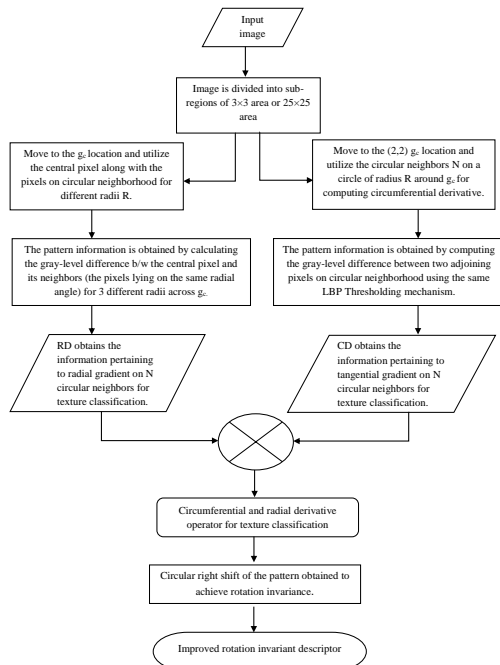 Input
image
Image is divided into sub-
regions of 3×3 area or 25×25
area
Move to the gc location and utilize
the central pixel along with the
pixels on circular neighborhood for
different radii R.
Move to the (2,2) gc location and
utilize the circular neighbors N on a
circle of radius R around gc for
computing circumferential derivative.
The pattern information is obtained by calculating
the gray-level difference b/w the central pixel and
its neighbors (the pixels lying on the same radial
angle) for 3 different radii across gc.
The pattern information is obtained by computing
the gray-level difference between two adjoining
pixels on circular neighborhood using the same
LBP Thresholding mechanism.
RD obtains the
information pertaining
to radial gradient on N
circular neighbors for
texture classification.
CD obtains the
information pertaining to
tangential gradient on N
circular neighbors for
texture classification.
Circumferential and radial derivative
operator for texture classification
Circular right shift of the pattern obtained to
achieve rotation invariance.
Improved rotation invariant descriptor